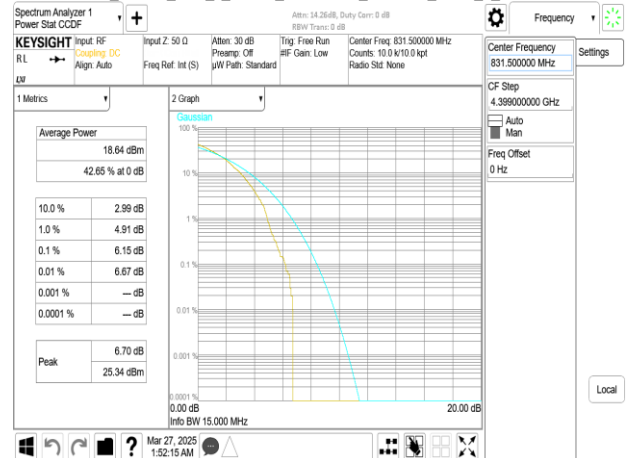 Spectrum Analyzer 1
Power Stat CCDF
Attn: 14.26dB, Duty Corr: 0 dB
RBW Trans: 0 dB
Frequency
KEYSIGHT
Input: RF
Input Z: 50 Ω
Atten: 30 dB
Trig: Free Run
Center Freq: 831.500000 MHz
RL
Coupling: DC
Preamp: Off
#IF Gain: Low
Counts: 10.0 k/10.0 kpt
Align: Auto
Freq Ref: Int (S)
µW Path: Standard
Radio Std: None
LXI
Center Frequency
831.500000 MHz
Settings
CF Step
4.399000000 GHz
Auto
Man
Freq Offset
0 Hz
1 Metrics
2 Graph
Gaussian
Average Power
18.64 dBm
42.65 % at 0 dB
10.0 % 2.99 dB
1.0 % 4.91 dB
0.1 % 6.15 dB
0.01 % 6.67 dB
0.001 % --- dB
0.0001 % --- dB
Peak
6.70 dB
25.34 dBm
100 %
10 %
1 %
0.1 %
0.01 %
0.001 %
0.0001 %
0.00 dB
20.00 dB
Info BW 15.000 MHz
Local
?
Mar 27, 2025
1:52:15 AM